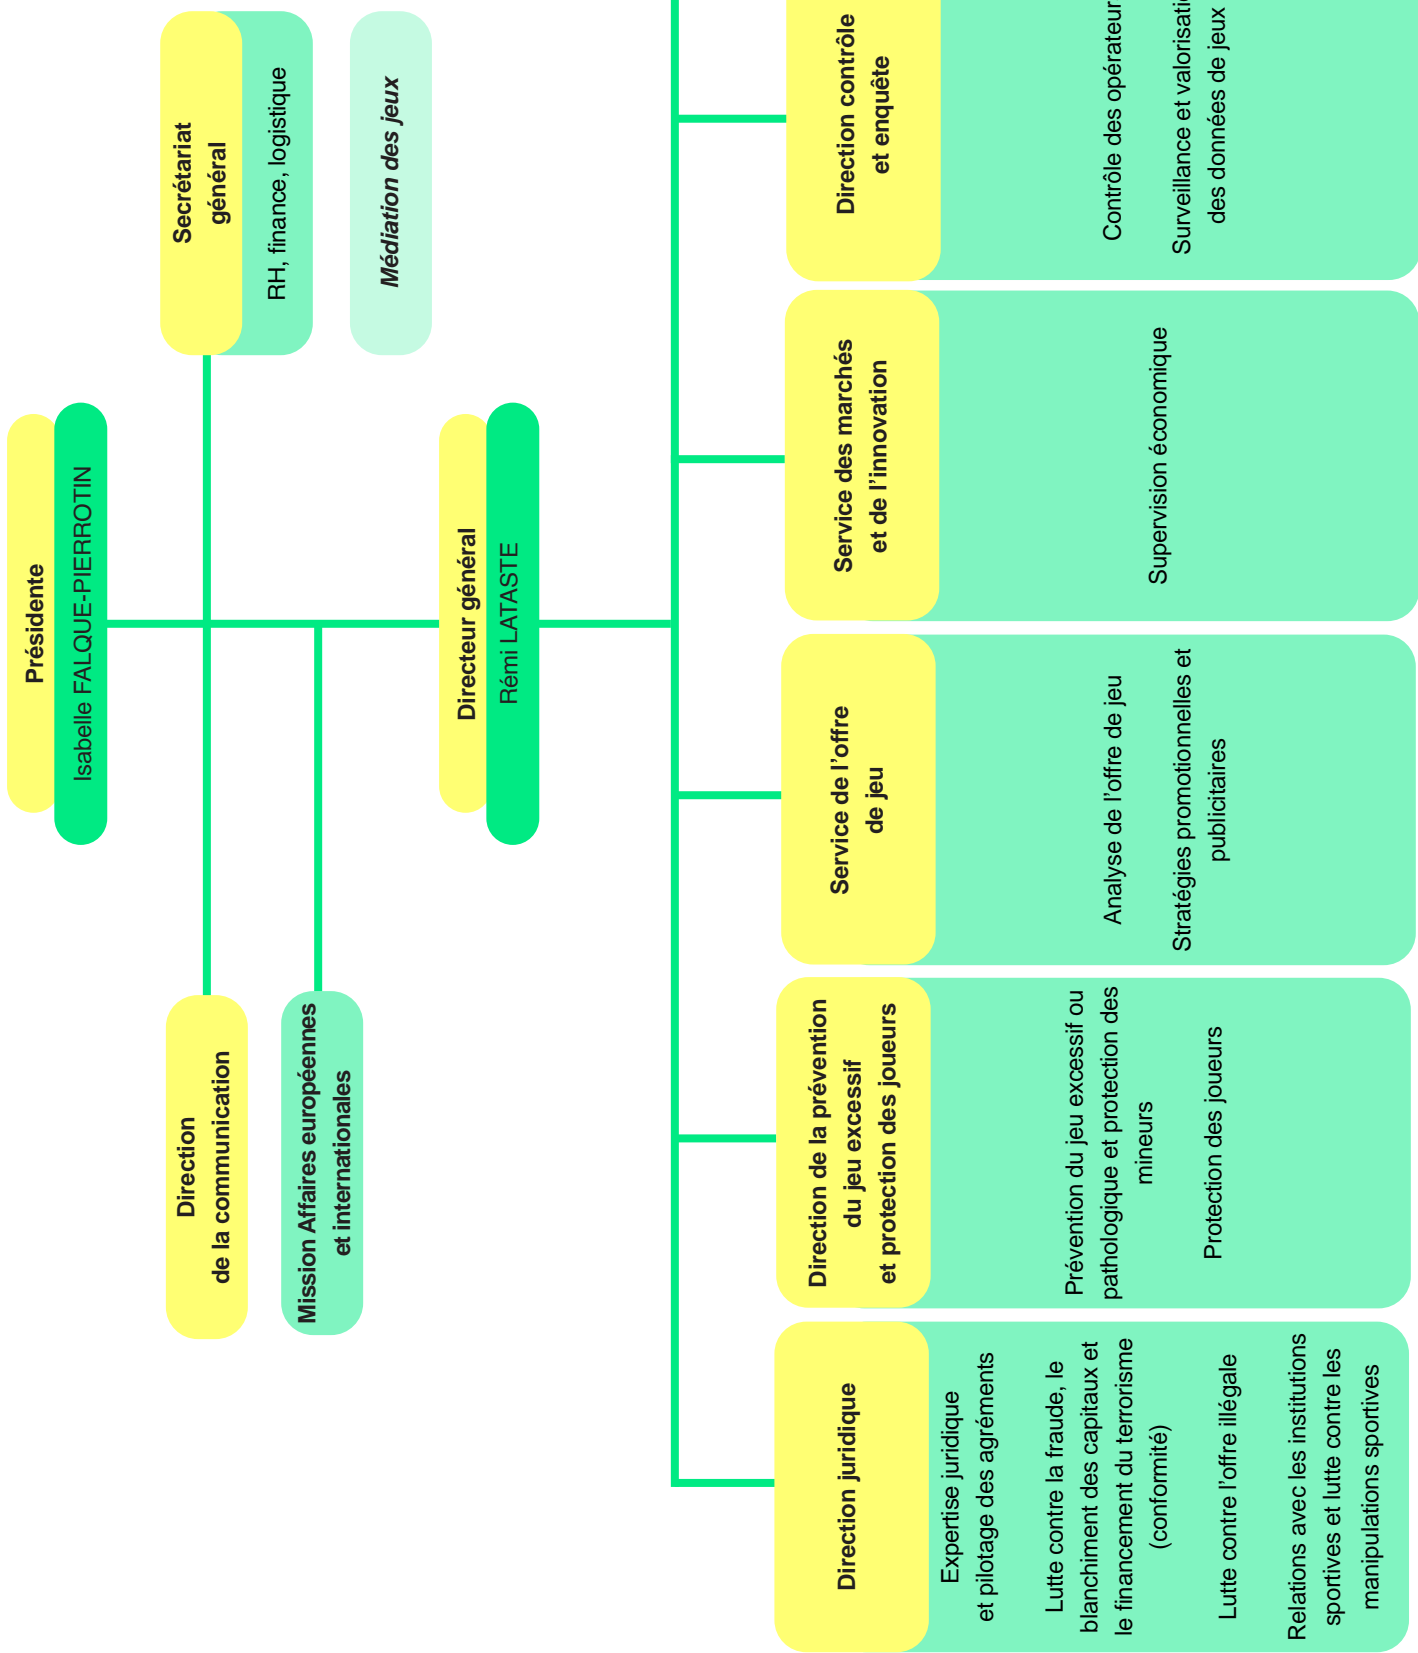 Présidente
Isabelle FALQUE-PIERROTIN
Secrétariat
général
RH, finance, logistique
Médiation des jeux
Direction
de la communication
Mission Affaires européennes
et internationales
Directeur général
Rémi LATASTE
Direction juridique
Expertise juridique
et pilotage des agréments
Lutte contre la fraude, le
blanchiment des capitaux et
le financement du terrorisme
(conformité)
Lutte contre l’offre illégale
Relations avec les institutions
sportives et lutte contre les
manipulations sportives
Direction de la prévention
du jeu excessif
et protection des joueurs
Prévention du jeu excessif ou
pathologique et protection des
mineurs
Protection des joueurs
Service de l’offre
de jeu
Analyse de l’offre de jeu
Stratégies promotionnelles et
publicitaires
Service des marchés
et de l’innovation
Supervision économique
Direction contrôle
et enquête
Contrôle des opérateur
Surveillance et valorisati
des données de jeux